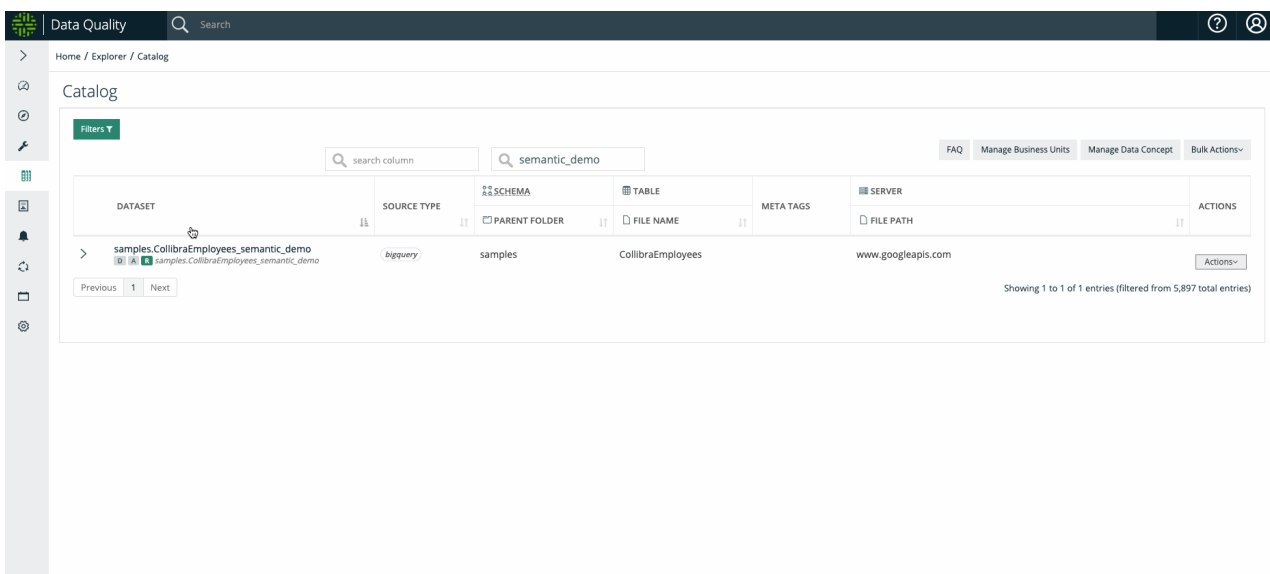 Data Quality Search
Home / Explorer / Catalog
Catalog
Filters
search column semantic_demo FAQ Manage Business Units Manage Data Concept Bulk Actions
DATASET SOURCE TYPE SCHEMA TABLE META TAGS SERVER ACTIONS
PARENT FOLDER FILE NAME FILE PATH
samples.CollibraEmployees_semantic_demo bigquery samples CollibraEmployees www.googleapis.com
D A R samples.CollibraEmployees_semantic_demo Actions
Previous 1 Next Showing 1 to 1 of 1 entries (filtered from 5,897 total entries)